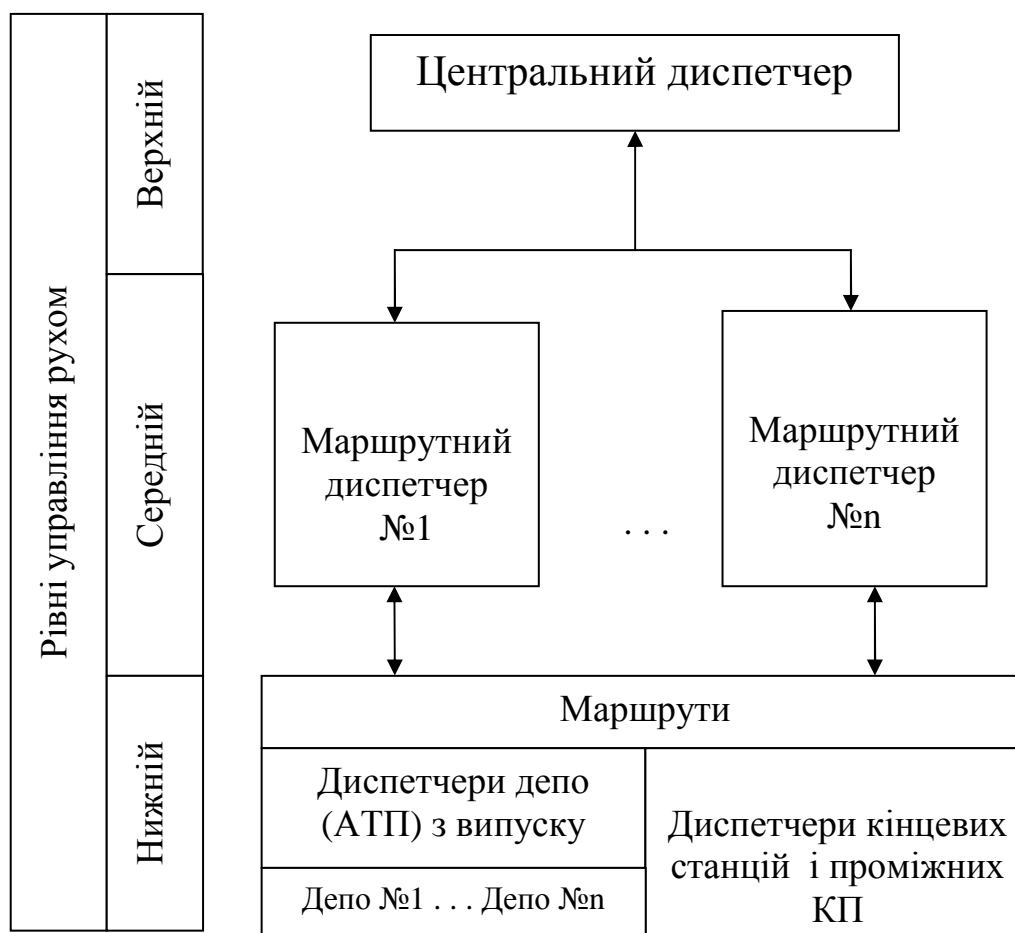 Рівні управління рухом
Верхній
Середній
Нижній
Центральний диспетчер
Маршрутний
диспетчер
№1
. . .
Маршрутний
диспетчер
№n
Маршрути
Диспетчери депо
(АТП) з випуску
Депо №1 . . . Депо №n
Диспетчери кінцевих
станцій і проміжних
КП